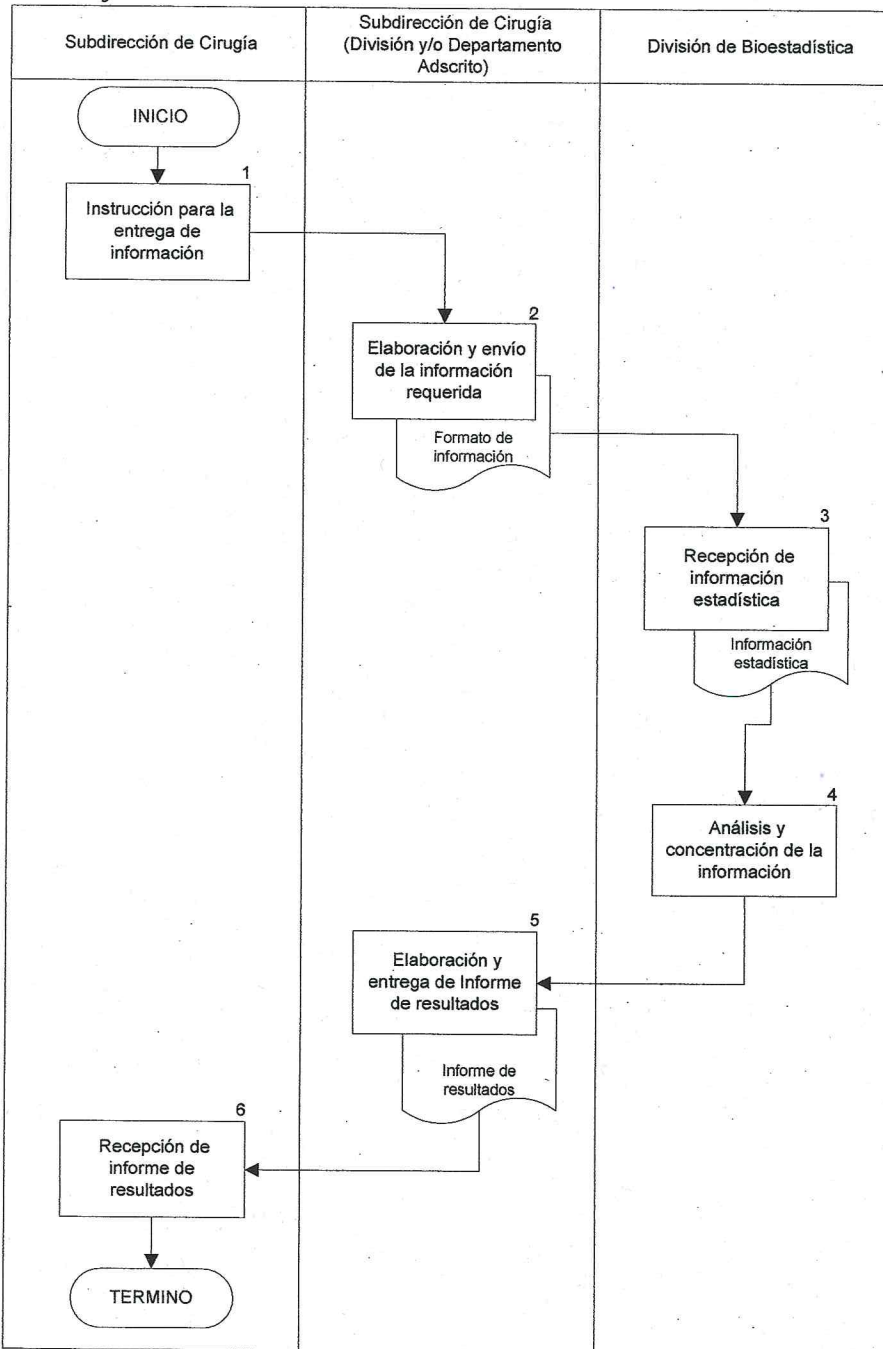 Subdirección de Cirugía
Subdirección de Cirugía
(División y/o Departamento
Adscrito)
División de Bioestadística
INICIO
1
Instrucción para la
entrega de
información
2
Elaboración y envío
de la información
requerida
Formato de
información
3
Recepción de
información
estadística
Información
estadística
4
Análisis y
concentración de la
información
5
Elaboración y
entrega de Informe
de resultados
Informe de
resultados
6
Recepción de
informe de
resultados
TERMINO